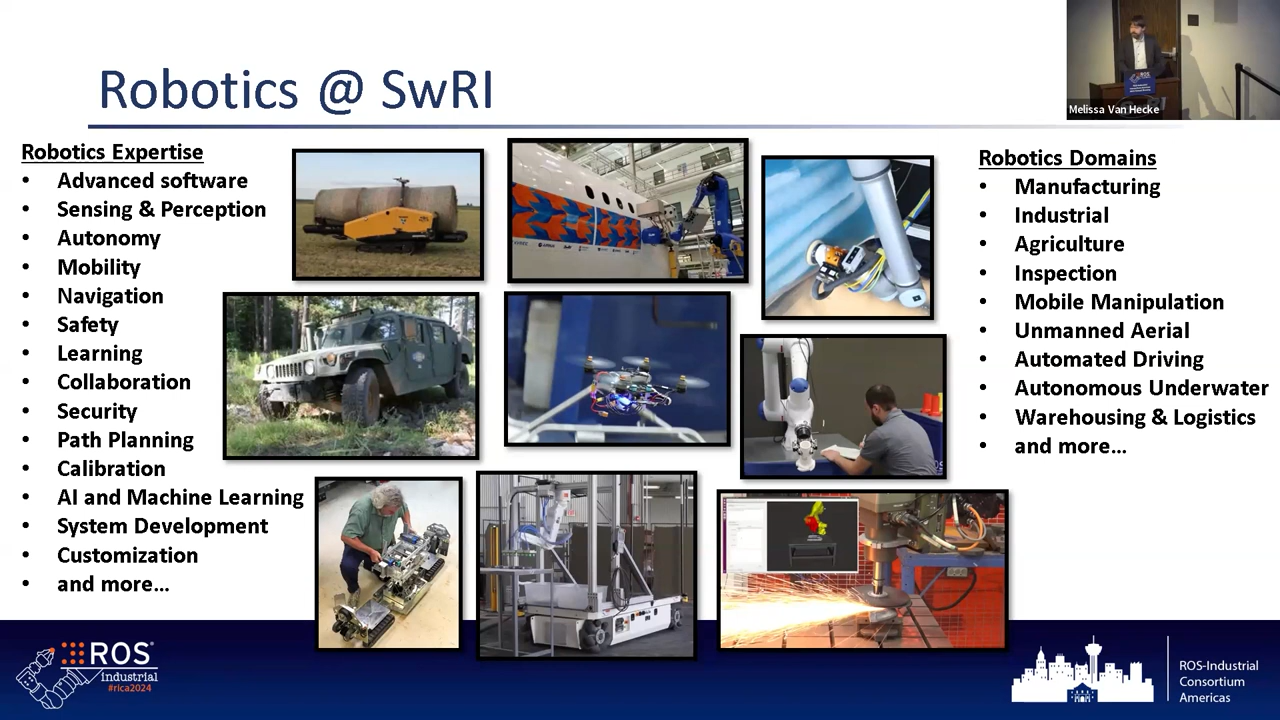 Robotics @ SwRI
Melissa Van Hecke
ROS
Robotics Expertise
• Advanced software
• Sensing & Perception
• Autonomy
• Mobility
• Navigation
• Safety
• Learning
• Collaboration
• Security
• Path Planning
• Calibration
• AI and Machine Learning
• System Development
• Customization
• and more…
Robotics Domains
• Manufacturing
• Industrial
• Agriculture
• Inspection
• Mobile Manipulation
• Unmanned Aerial
• Automated Driving
• Autonomous Underwater
• Warehousing & Logistics
• and more…
ROS®
Industrial
#rica2024
ROS-Industrial
Consortium
Americas